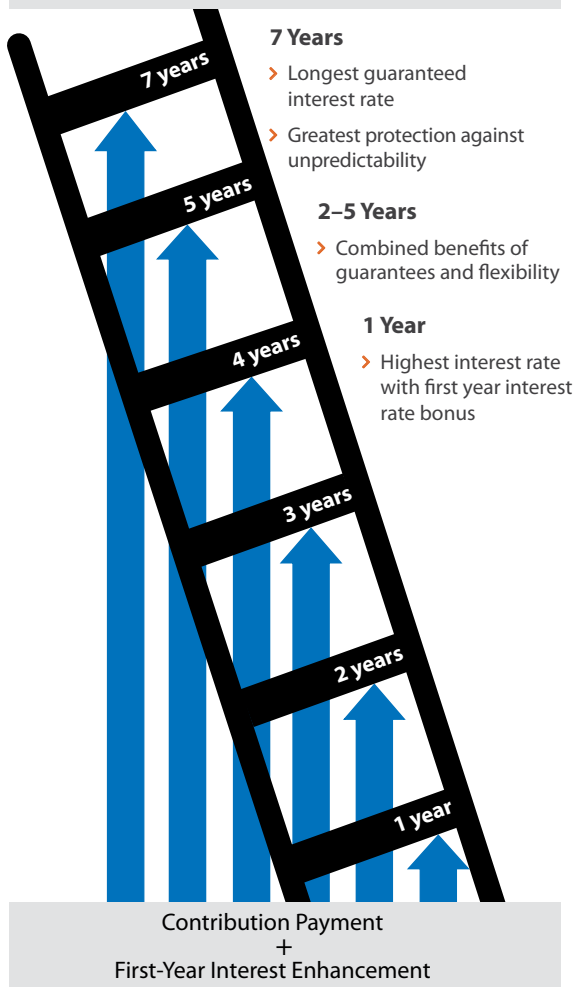 7 Years
> Longest guaranteed
interest rate
> Greatest protection against
unpredictability
2–5 Years
> Combined benefits of
guarantees and flexibility
1 Year
> Highest interest rate
with first year interest
rate bonus
7 years
5 years
4 years
3 years
2 years
1 year
Contribution Payment
+
First-Year Interest Enhancement